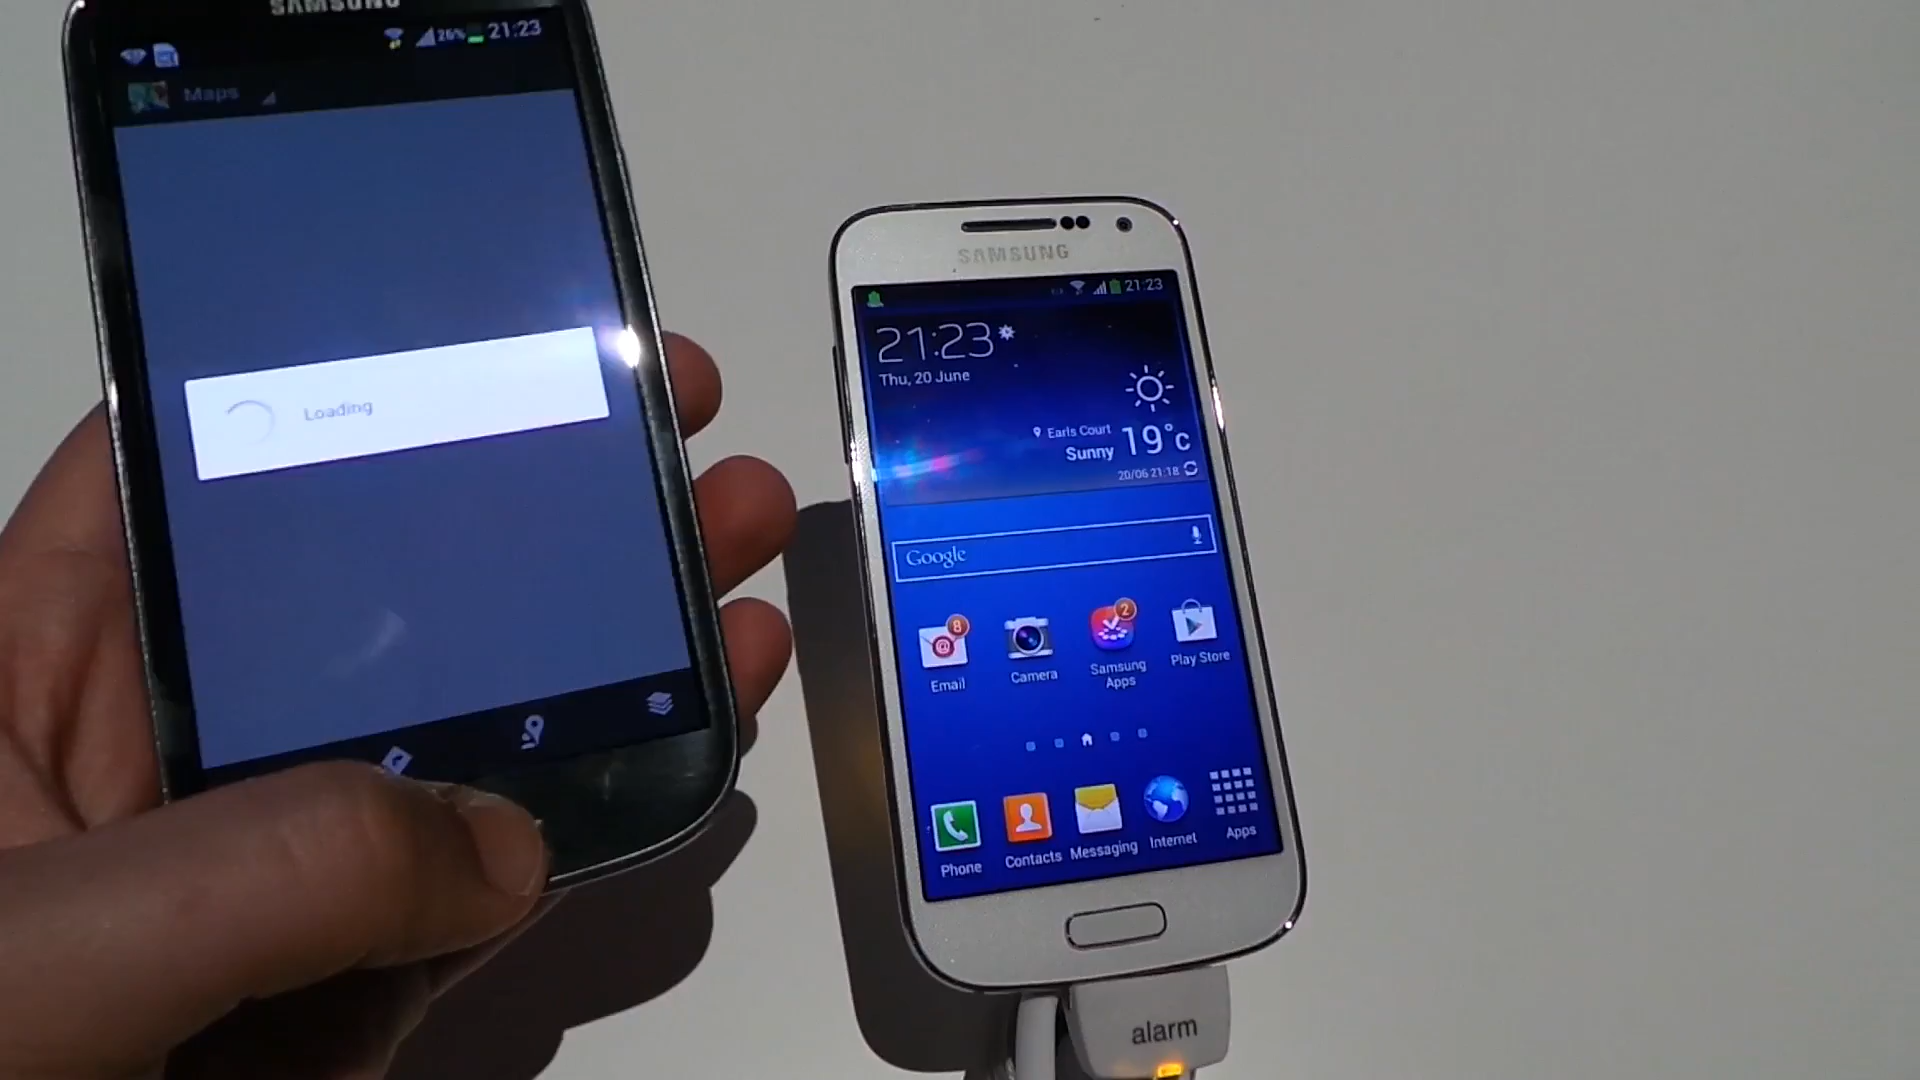 SAMSUNG
26% 21:23
Maps
Loading
SAMSUNG
21:23
21:23
Thu, 20 June
Earls Court
Sunny 19°c
20/06 21:18
Google
8
2
Email
Camera
Samsung Apps
Play Store
Phone
Contacts
Messaging
Internet
Apps
alarm